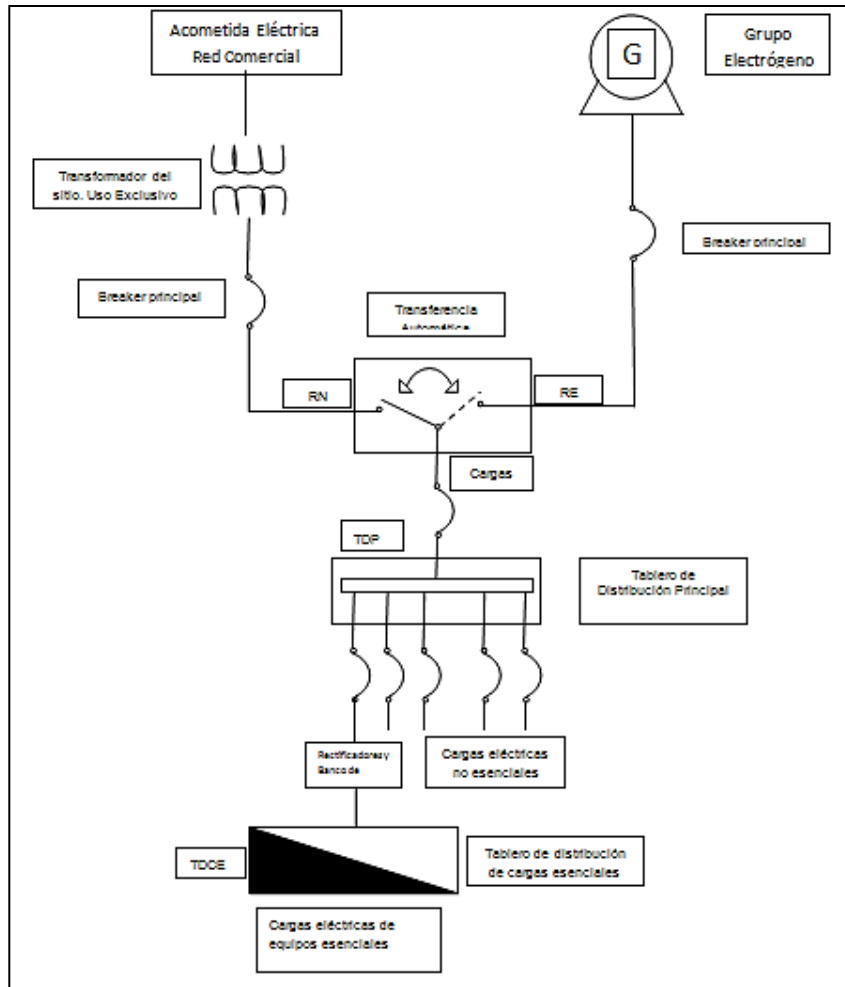 Acometida Eléctrica
Red Comercial
G
Grupo
Electrógeno
Transformador del
sitio. Uso Exclusivo
Breaker principal
Breaker principal
Transferencia
Automática
RN
RE
Cargas
TDP
Tablero de
Distribución Principal
Rectificadores y
Banco de
Cargas eléctricas
no esenciales
Tablero de distribución
de cargas esenciales
Cargas eléctricas de
equipos esenciales